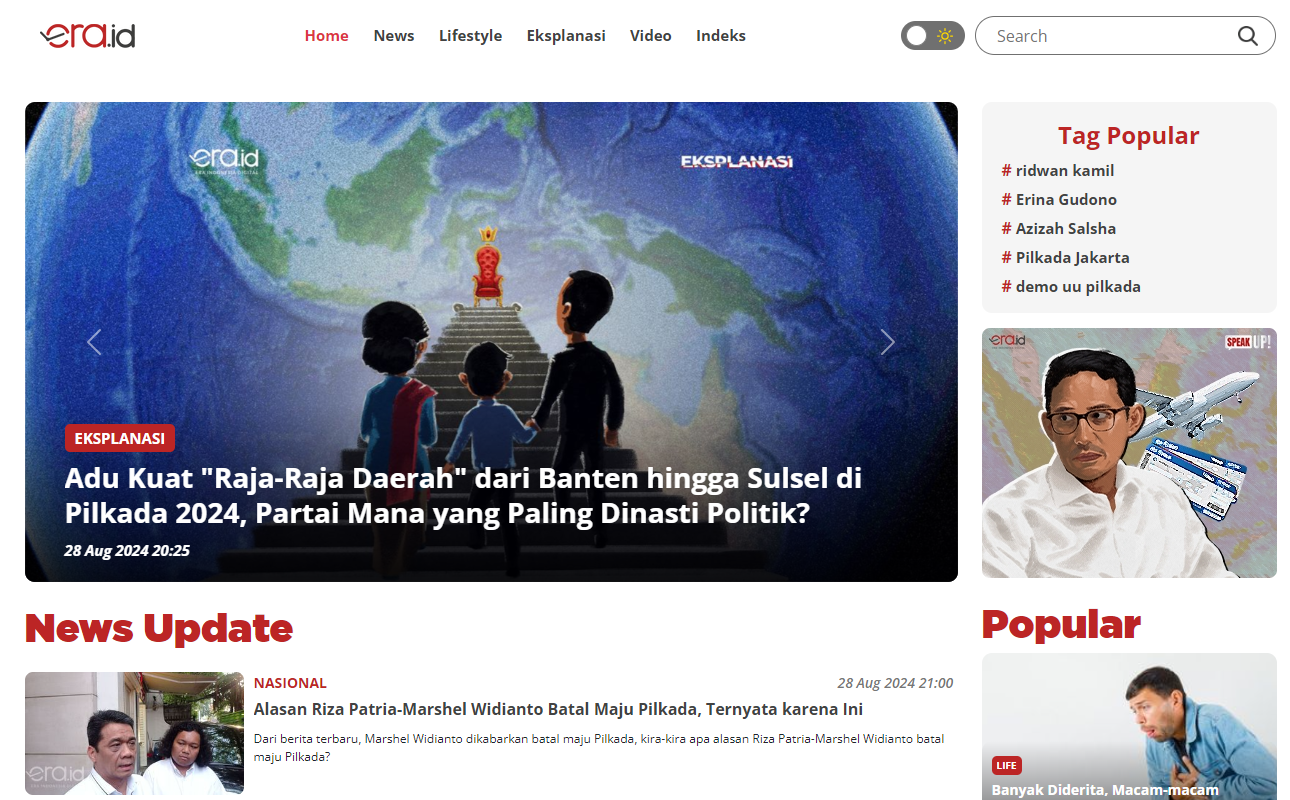 era.id
Home News Lifestyle Eksplanasi Video Indeks
Search
era.id
EKSPLANASI
EKSPLANASI
Adu Kuat "Raja-Raja Daerah" dari Banten hingga Sulsel di
Pilkada 2024, Partai Mana yang Paling Dinasti Politik?
28 Aug 2024 20:25
Tag Popular
# ridwan kamil
# Erina Gudono
# Azizah Salsha
# Pilkada Jakarta
# demo uu pilkada
era.id
SPEAK UP!
News Update
era.id
NASIONAL
28 Aug 2024 21:00
Alasan Riza Patria-Marshel Widianto Batal Maju Pilkada, Ternyata karena Ini
Dari berita terbaru, Marshel Widianto dikabarkan batal maju Pilkada, kira-kira apa alasan Riza Patria-Marshel Widianto batal
maju Pilkada?
Popular
LIFE
Banyak Diderita, Macam-macam